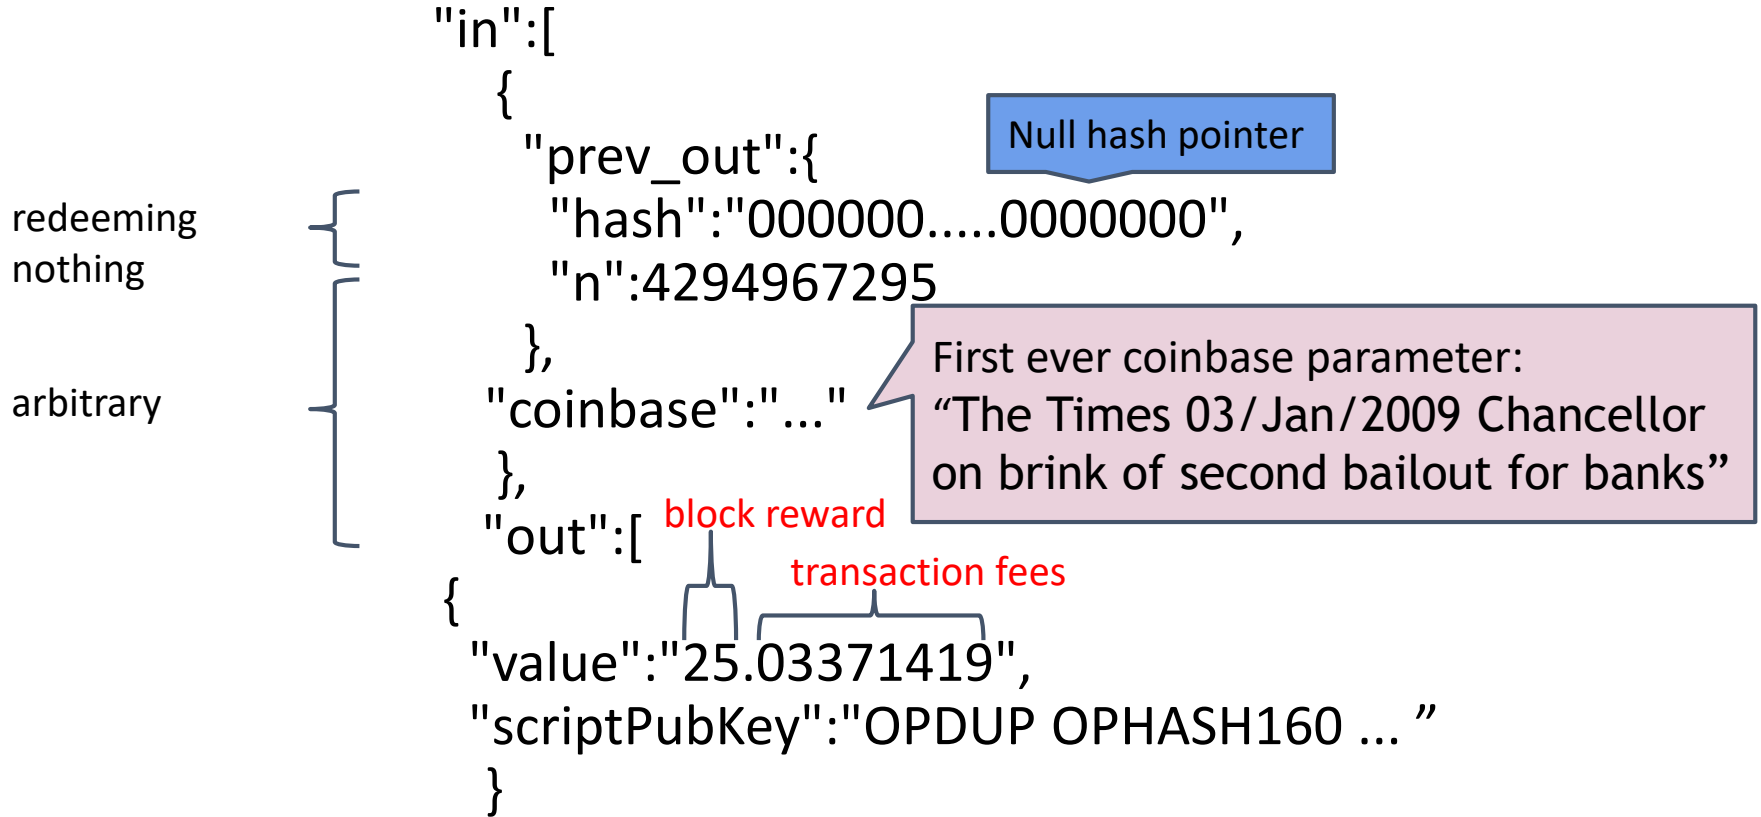 "in":[
{
"prev_out":{
Null hash pointer
redeeming
nothing
"hash":"000000.....0000000",
"n":4294967295
},
arbitrary
"coinbase":"..."
First ever coinbase parameter:
“The Times 03/Jan/2009 Chancellor
on brink of second bailout for banks”
},
"out":[
block reward
transaction fees
{
"value":"25.03371419",
"scriptPubKey":"OPDUP OPHASH160 ... ”
}